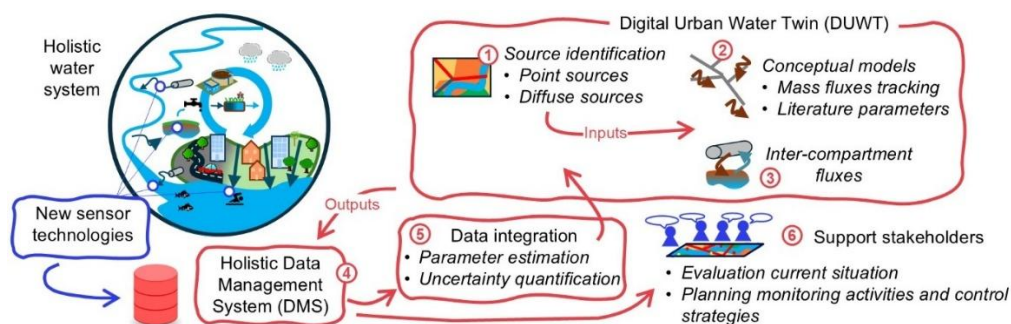 Holistic
water
system
Digital Urban Water Twin (DUWT)
1
Source identification
• Point sources
• Diffuse sources
Inputs
2
Conceptual models
• Mass fluxes tracking
• Literature parameters
Inter-compartment
3
fluxes
New sensor
technologies
Outputs
Holistic Data
Management
System (DMS)
4
5
Data integration
• Parameter estimation
• Uncertainty quantification
6
Support stakeholders
• Evaluation current situation
• Planning monitoring activities and control
strategies